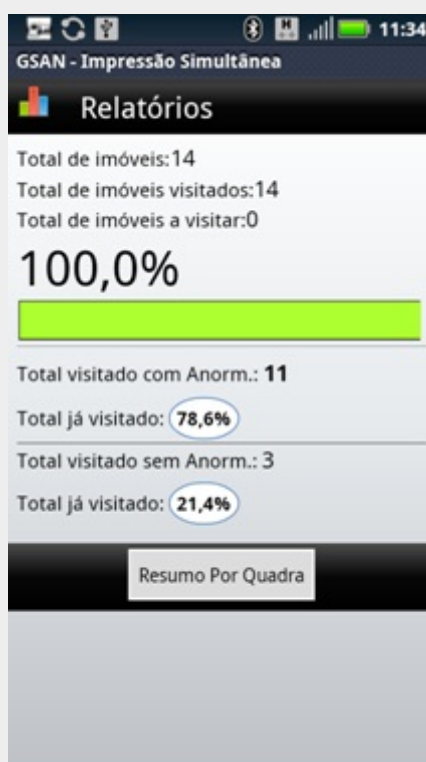 11:34
GSAN - Impressão Simultânea
Relatórios
Total de imóveis:14
Total de imóveis visitados:14
Total de imóveis a visitar:0
100,0%
Total visitado com Anorm.: 11
Total já visitado: 78,6%
Total visitado sem Anorm.: 3
Total já visitado: 21,4%
Resumo Por Quadra